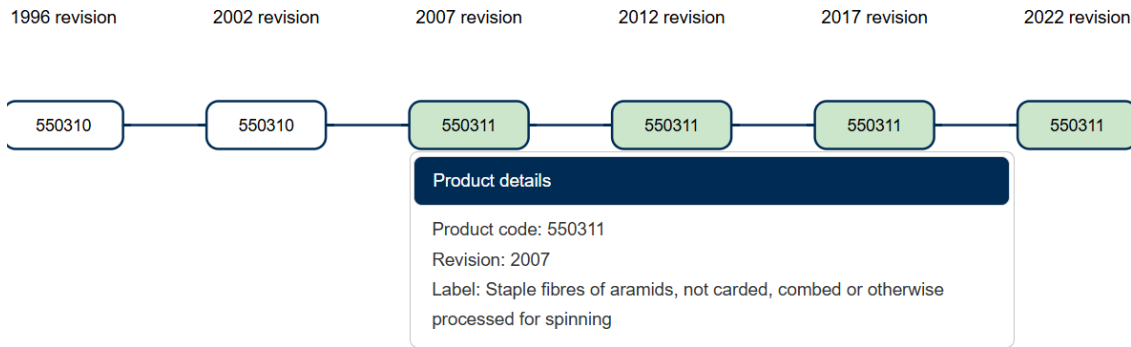 1996 revision 2002 revision 2007 revision 2012 revision 2017 revision 2022 revision
550310 550310 550311 550311 550311 550311
Product details
Product code: 550311
Revision: 2007
Label: Staple fibres of aramids, not carded, combed or otherwise
processed for spinning